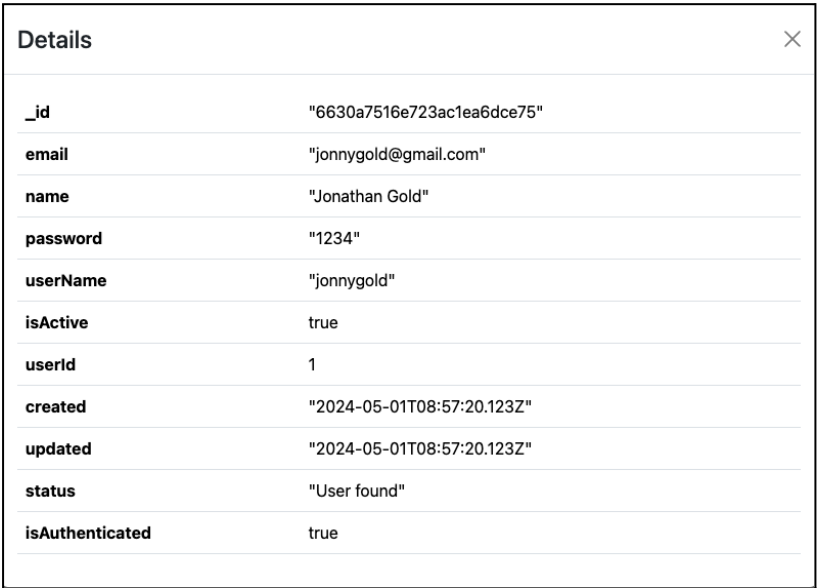 Details
_id "6630a7516e723ac1ea6dce75"
email "jonnygold@gmail.com"
name "Jonathan Gold"
password "1234"
userName "jonnygold"
isActive true
userId 1
created "2024-05-01T08:57:20.123Z"
updated "2024-05-01T08:57:20.123Z"
status "User found"
isAuthenticated true